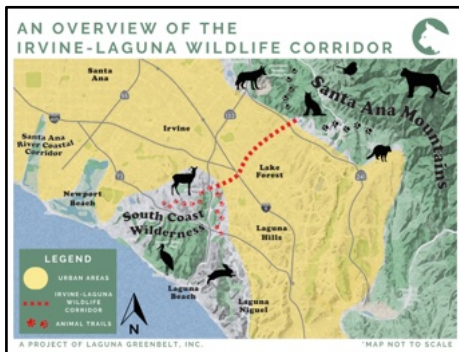 AN OVERVIEW OF THE
IRVINE-LAGUNA WILDLIFE CORRIDOR
Santa
Ana
Santa Ana
River Coastal
Corridor
Irvine
Santa Ana Mountains
Lake
Forest
Newport
Beach
South Coast
Wilderness
Laguna
Hills
Laguna
Beach
Laguna
Niguel
LEGEND
URBAN AREAS
IRVINE-LAGUNA
WILDLIFE
CORRIDOR
ANIMAL TRAILS
N
A PROJECT OF LAGUNA GREENBELT, INC.
*MAP NOT TO SCALE